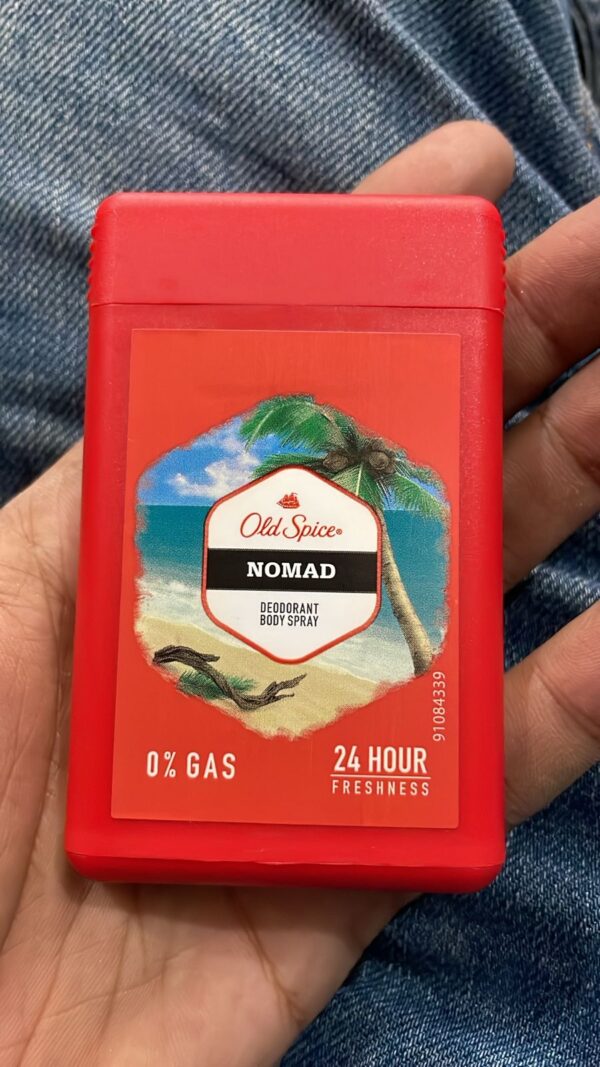 Old Spice®
NOMAD
DEODORANT
BODY SPRAY
91084339
0% GAS
24 HOUR
FRESHNESS